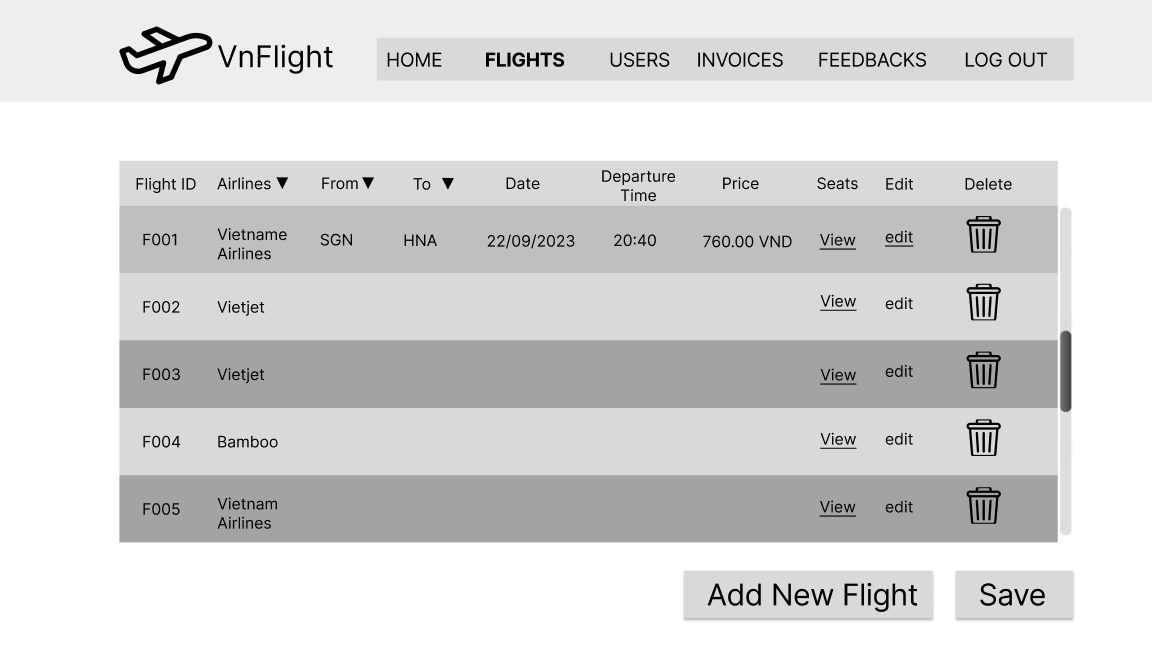 VnFlight
HOME FLIGHTS USERS INVOICES FEEDBACKS LOG OUT
Flight ID Airlines ▼ From ▼ To ▼ Date Departure Time Price Seats Edit Delete
F001 Vietname Airlines SGN HNA 22/09/2023 20:40 760.00 VND View edit
F002 Vietjet View edit
F003 Vietjet View edit
F004 Bamboo View edit
F005 Vietnam Airlines View edit
Add New Flight Save